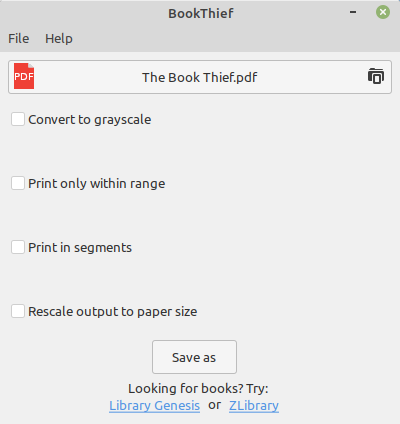 BookThief
File Help
PDF The Book Thief.pdf
Convert to grayscale
Print only within range
Print in segments
Rescale output to paper size
Save as
Looking for books? Try:
Library Genesis or ZLibrary